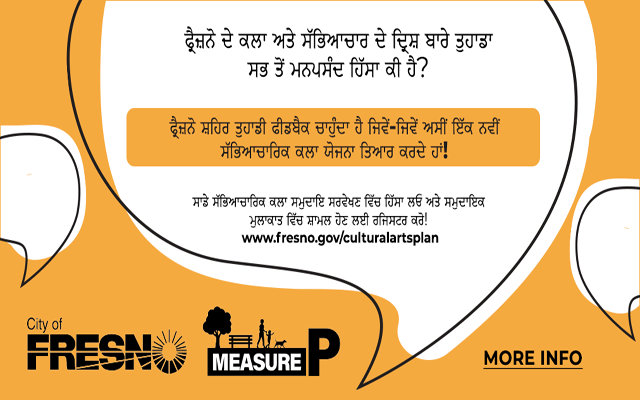 ਫ੍ਰੈਜ਼ਨੋ ਦੇ ਕਲਾ ਅਤੇ ਸੱਭਿਆਚਾਰ ਦੇ ਦ੍ਰਿਸ਼ ਬਾਰੇ ਤੁਹਾਡਾ
ਸਭ ਤੋਂ ਮਨਪਸੰਦ ਹਿੱਸਾ ਕੀ ਹੈ?
ਫ੍ਰੈਜ਼ਨੋ ਸ਼ਹਿਰ ਤੁਹਾਡੀ ਫੀਡਬੈਕ ਚਾਹੁੰਦਾ ਹੈ ਜਿਵੇਂ-ਜਿਵੇਂ ਅਸੀਂ ਇੱਕ ਨਵੀਂ
ਸੱਭਿਆਚਾਰਿਕ ਕਲਾ ਯੋਜਨਾ ਤਿਆਰ ਕਰਦੇ ਹਾਂ!
ਸਾਡੇ ਸੱਭਿਆਚਾਰਿਕ ਕਲਾ ਸਮੁਦਾਇ ਸਰਵੇਖਣ ਵਿੱਚ ਹਿੱਸਾ ਲਓ ਅਤੇ ਸਮੁਦਾਇਕ
ਮੁਲਾਕਾਤ ਵਿੱਚ ਸ਼ਾਮਲ ਹੋਣ ਲਈ ਰਜਿਸਟਰ ਕਰੋ!
www.fresno.gov/culturalartsplan
City of
FRESNO
MEASURE P
MORE INFO